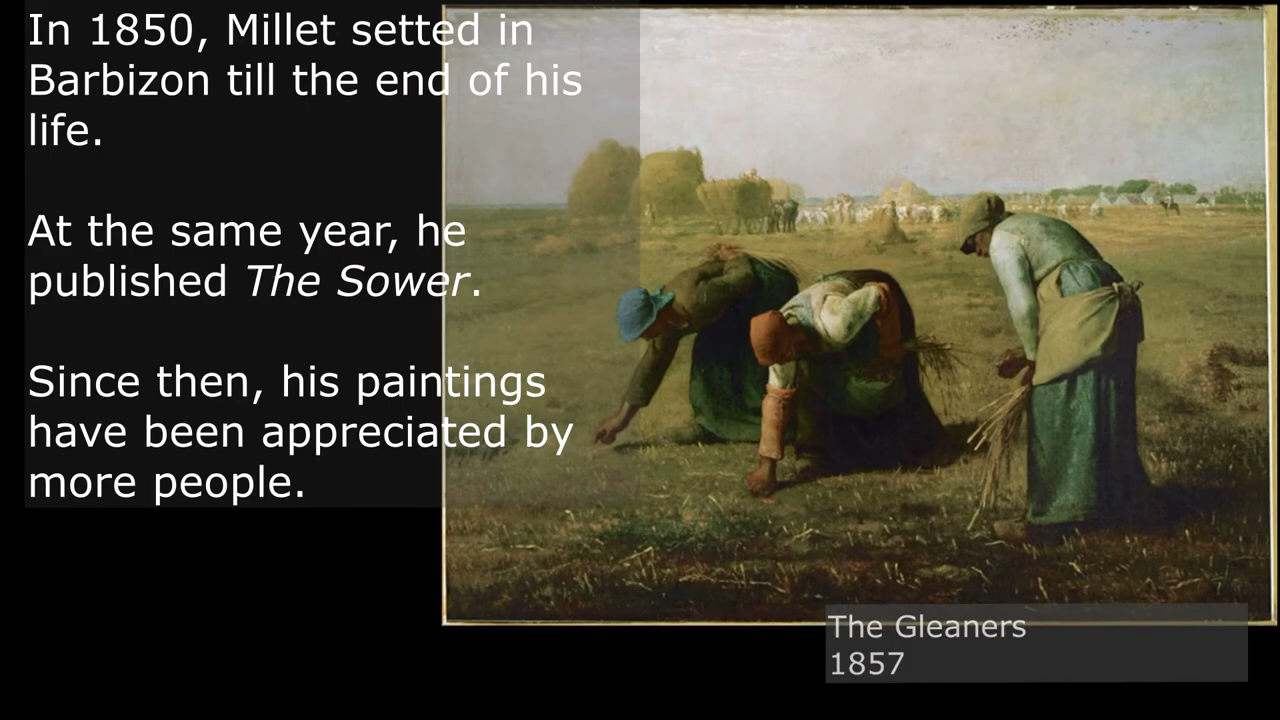 In 1850, Millet setted in
Barbizon till the end of his
life.
At the same year, he
published The Sower.
Since then, his paintings
have been appreciated by
more people.
The Gleaners
1857